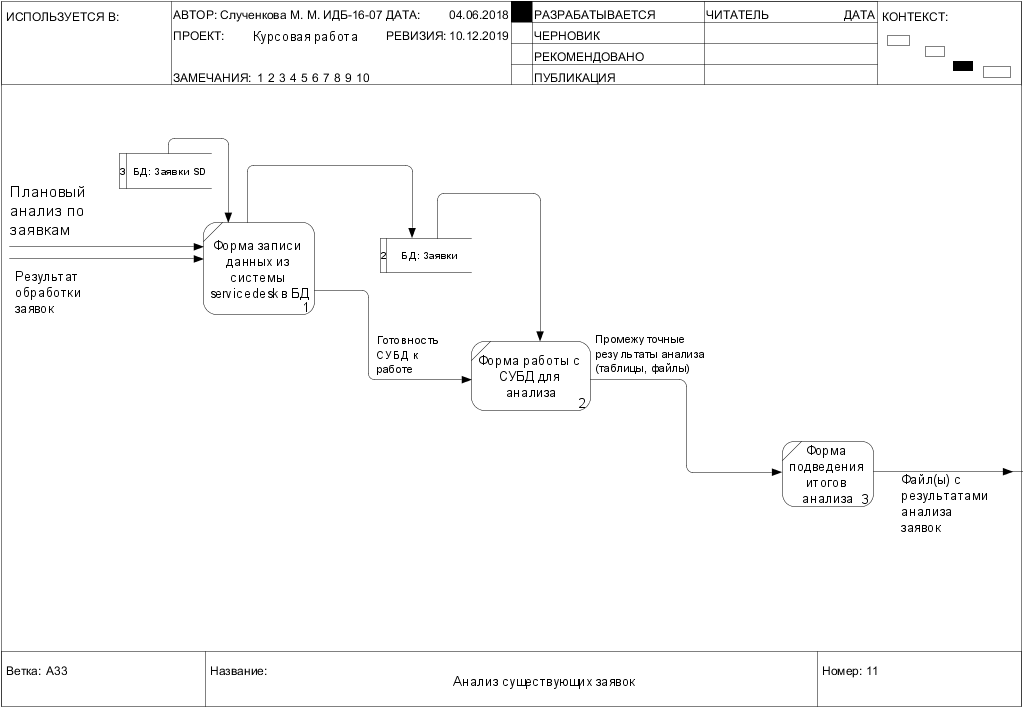 ИСПОЛЬЗУЕТСЯ В:
АВТОР: Слученкова М. М. ИДБ-16-07 ДАТА: 04.06.2018
РАЗРАБАТЫВАЕТСЯ
ЧИТАТЕЛЬ ДАТА
КОНТЕКСТ:
ПРОЕКТ: Курсовая работа РЕВИЗИЯ: 10.12.2019
ЧЕРНОВИК
РЕКОМЕНДОВАНО
ЗАМЕЧАНИЯ: 1 2 3 4 5 6 7 8 9 10
ПУБЛИКАЦИЯ
3 БД: Заявки SD
Плановый
анализ по
заявкам
Результат
обработки
заявок
Форма записи
данных из
системы
servicedesk в БД
1
2 БД: Заявки
Готовность
СУБД к
работе
Форма работы с
СУБД для
анализа
2
Промежуточные
результаты анализа
(таблицы, файлы)
Форма
подведения
итогов
анализа 3
Файл(ы) с
результатами
анализа
заявок
Ветка: A33
Название:
Анализ существующих заявок
Номер: 11